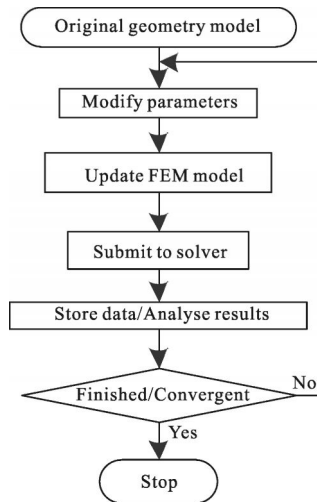 Original geometry model
Modify parameters
Update FEM model
Submit to solver
Store data/Analyse results
Finished/Convergent
No
Yes
Stop